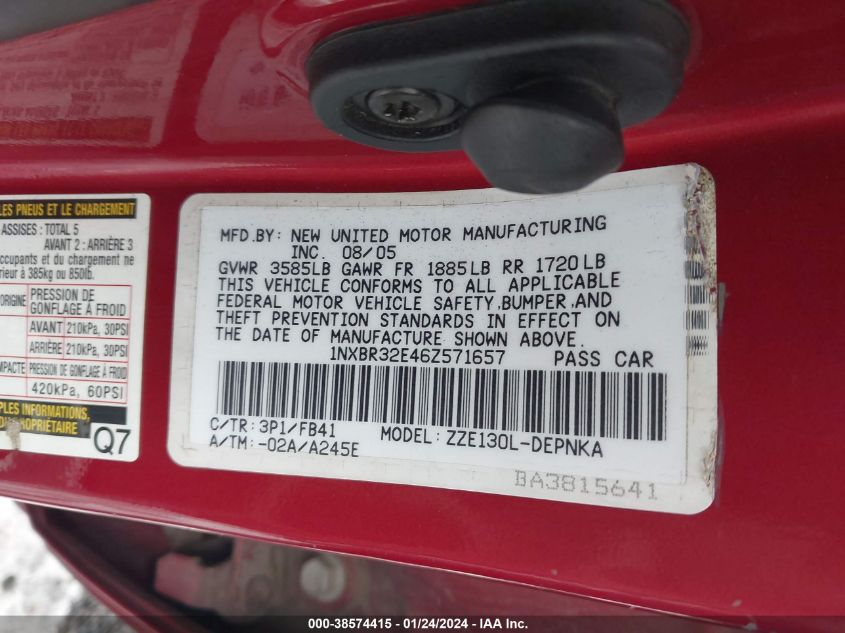 LES PNEUS ET LE CHARGEMENT
ASSISES: TOTAL 5
AVANT 2: ARRIÈRE 3
occupants et du chargement ne
rière à 385kg ou 850lb.
ORIGINE PRESSION DE GONFLAGE À FROID
AVANT 210kPa, 30PSI
ARRIÈRE 210kPa, 30PSI
PRESSION DE GONFLAGE À FROID
420kPa, 60PSI
PLES INFORMATIONS,
PROPRIÉTAIRE
Q7
MFD.BY: NEW UNITED MOTOR MANUFACTURING
INC. 08/05
GVWR 3585LB GAWR FR 1885LB RR 1720LB
THIS VEHICLE CONFORMS TO ALL APPLICABLE
FEDERAL MOTOR VEHICLE SAFETY,BUMPER,AND
THEFT PREVENTION STANDARDS IN EFFECT ON
THE DATE OF MANUFACTURE SHOWN ABOVE.
1NXBR32E46Z571657 PASS CAR
C/TR: 3P1/FB41 MODEL: ZZE130L-DEPNKA
A/TM: -02A/A245E
BA3815641
000-38574415 - 01/24/2024 - IAA Inc.